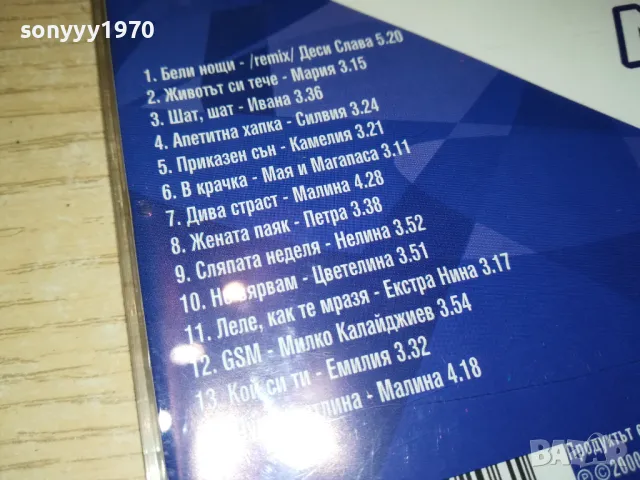 sonyyy1970
1. Бели нощи - /remix/ Деси Слава 5.20
2. Животът си тече - Мария 3.15
3. Шат, шат - Ивана 3.36
4. Апетитна хапка - Силвия 3.24
5. Приказен сън - Камелия 3.21
6. В крачка - Мая и Магапаса 3.11
7. Дива страст - Малина 4.28
8. Жената паяк - Петра 3.38
9. Сляпата неделя - Нелина 3.52
10. Не вярвам - Цветелина 3.51
11. Леле, как те мразя - Екстра Нина 3.17
12. GSM - Милко Калайджиев 3.54
13. Кой си ти - Емилия 3.32
- Малина 4.18
Продуктът
BAZAR
© 2000